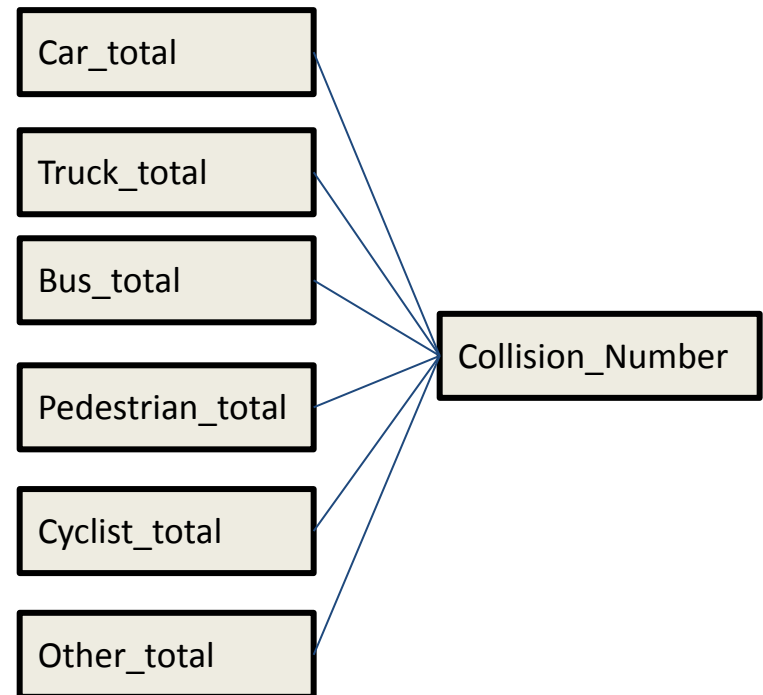 Car_total
Truck_total
Bus_total
Collision_Number
Pedestrian_total
Cyclist_total
Other_total